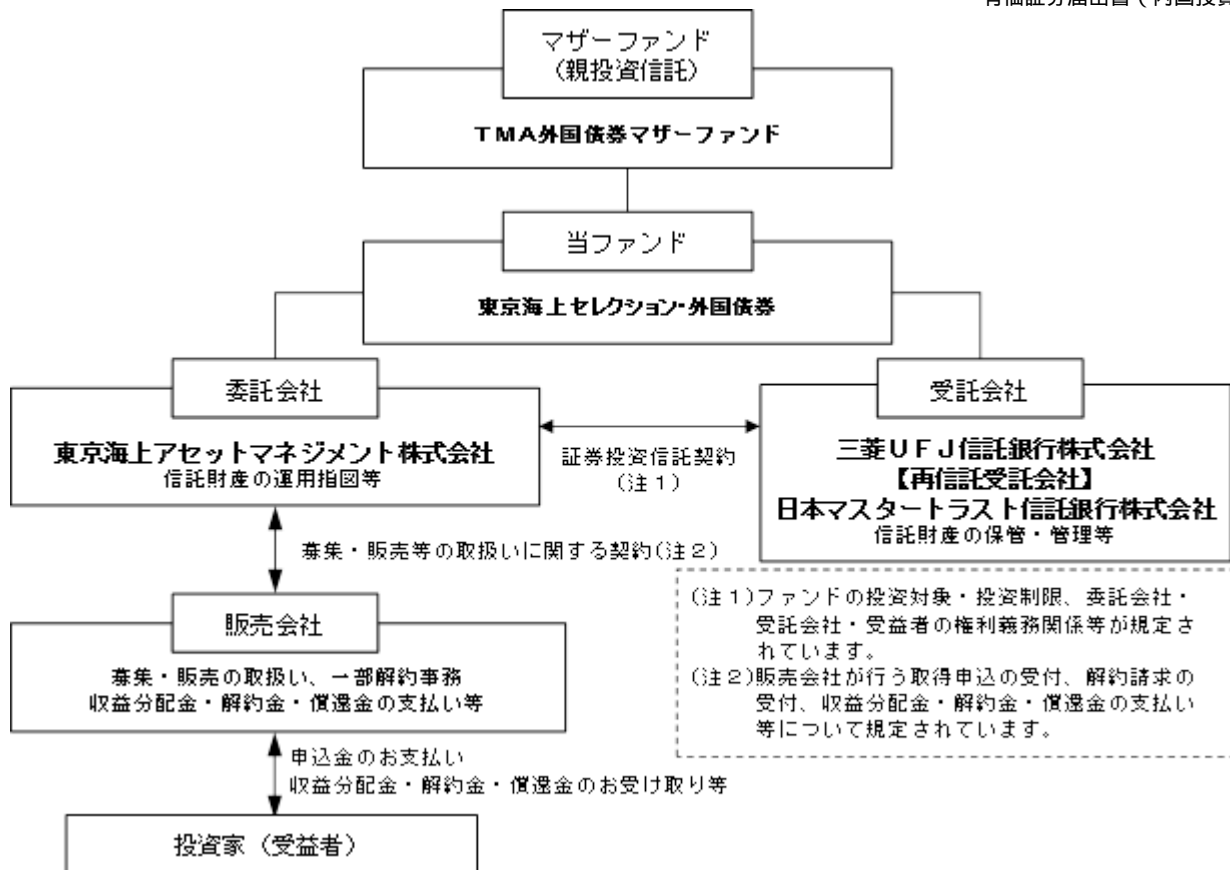 マザーファンド
(親投資信託)
TMA外国債券マザーファンド
当ファンド
東京海上セレクション・外国債券
委託会社
東京海上アセットマネジメント株式会社
信託財産の運用指図等
証券投資信託契約
(注1)
受託会社
三菱UFJ信託銀行株式会社
【再信託受託会社】
日本マスタートラスト信託銀行株式会社
信託財産の保管・管理等
募集・販売等の取扱いに関する契約(注2)
販売会社
募集・販売の取扱い、一部解約事務
収益分配金・解約金・償還金の支払い等
(注1)ファンドの投資対象・投資制限、委託会社・
受託会社・受益者の権利義務関係等が規定さ
れています。
(注2)販売会社が行う取得申込の受付、解約請求の
受付、収益分配金・解約金・償還金の支払い
等について規定されています。
申込金のお支払い
収益分配金・解約金・償還金のお受け取り等
投資家(受益者)